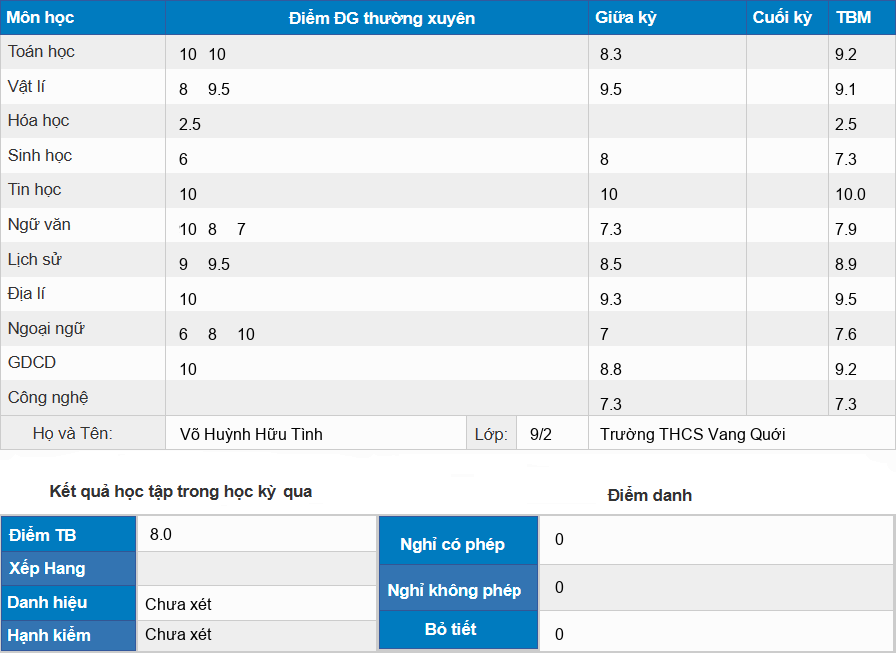 Môn học Điểm ĐG thường xuyên Giữa kỳ Cuối kỳ TBM
Toán học 10 10 8.3 9.2
Vật lí 8 9.5 9.5 9.1
Hóa học 2.5 2.5
Sinh học 6 8 7.3
Tin học 10 10 10.0
Ngữ văn 10 8 7 7.3 7.9
Lịch sử 9 9.5 8.5 8.9
Địa lí 10 9.3 9.5
Ngoại ngữ 6 8 10 7 7.6
GDCD 10 8.8 9.2
Công nghệ 7.3 7.3
Họ và Tên: Võ Huỳnh Hữu Tình Lớp: 9/2 Trường THCS Vang Quới
Kết quả học tập trong học kỳ qua
Điểm TB 8.0
Xếp Hang
Danh hiệu Chưa xét
Hạnh kiểm Chưa xét
Điểm danh
Nghỉ có phép 0
Nghỉ không phép 0
Bỏ tiết 0